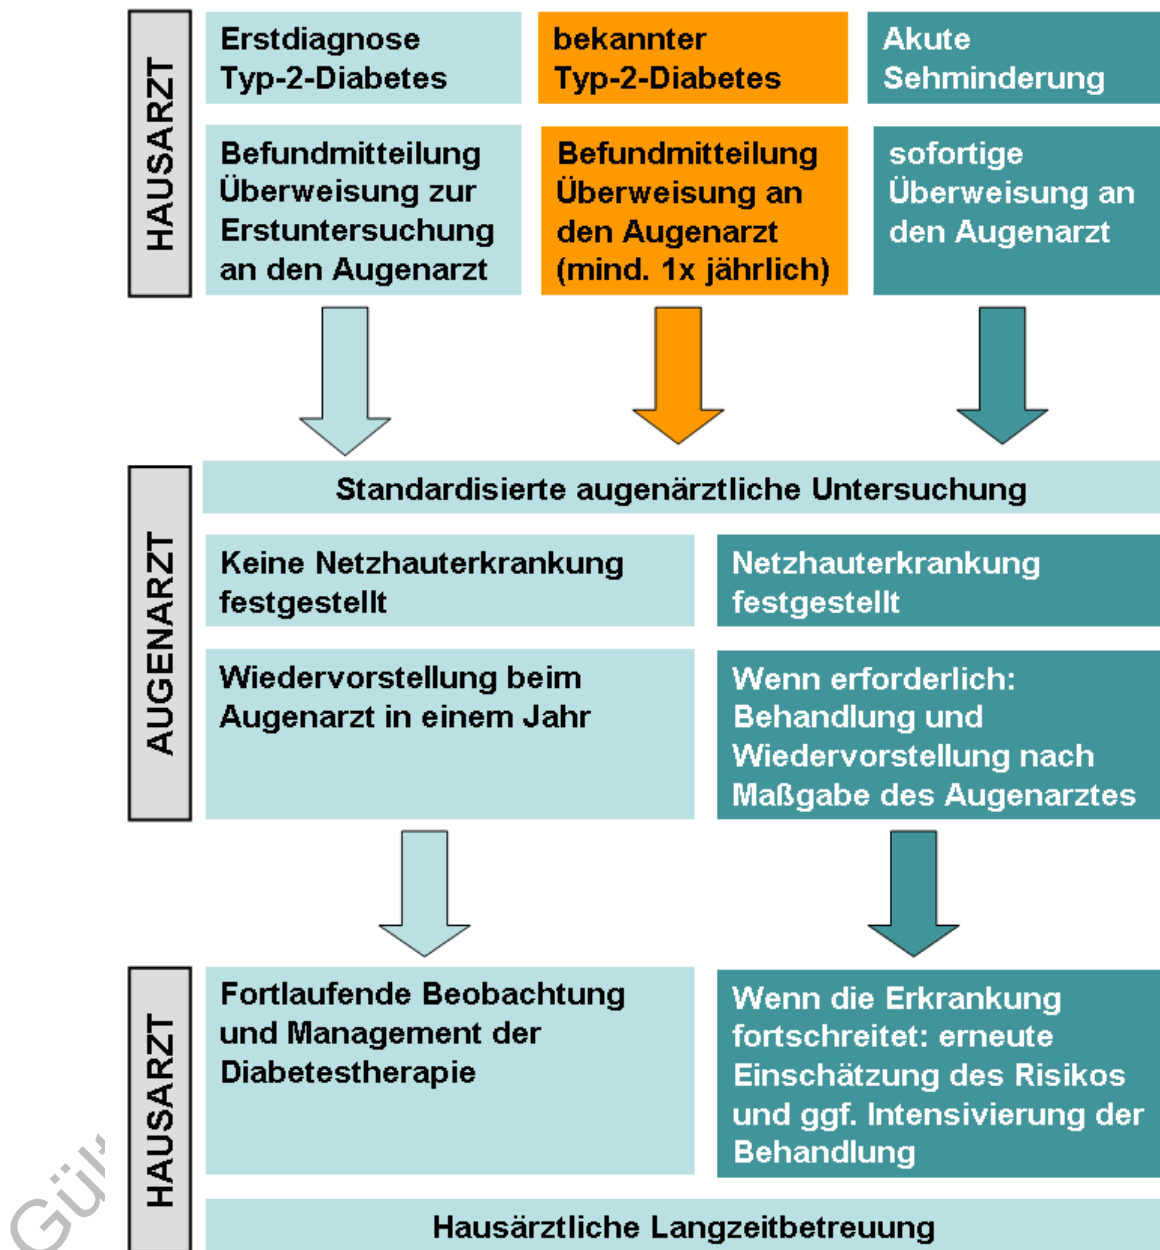 HAUSARZT
Erstdiagnose
Typ-2-Diabetes
bekannter
Typ-2-Diabetes
Akute
Sehminderung
Befundmitteilung
Überweisung zur
Erstuntersuchung
an den Augenarzt
Befundmitteilung
Überweisung an
den Augenarzt
(mind. 1x jährlich)
sofortige
Überweisung an
den Augenarzt
AUGENARZT
Standardisierte augenärztliche Untersuchung
Keine Netzhauterkrankung
festgestellt
Netzhauterkrankung
festgestellt
Wiedervorstellung beim
Augenarzt in einem Jahr
Wenn erforderlich:
Behandlung und
Wiedervorstellung nach
Maßgabe des Augenarztes
HAUSARZT
Fortlaufende Beobachtung
und Management der
Diabetestherapie
Wenn die Erkrankung
fortschreitet: erneute
Einschätzung des Risikos
und ggf. Intensivierung der
Behandlung
Hausärztliche Langzeitbetreuung